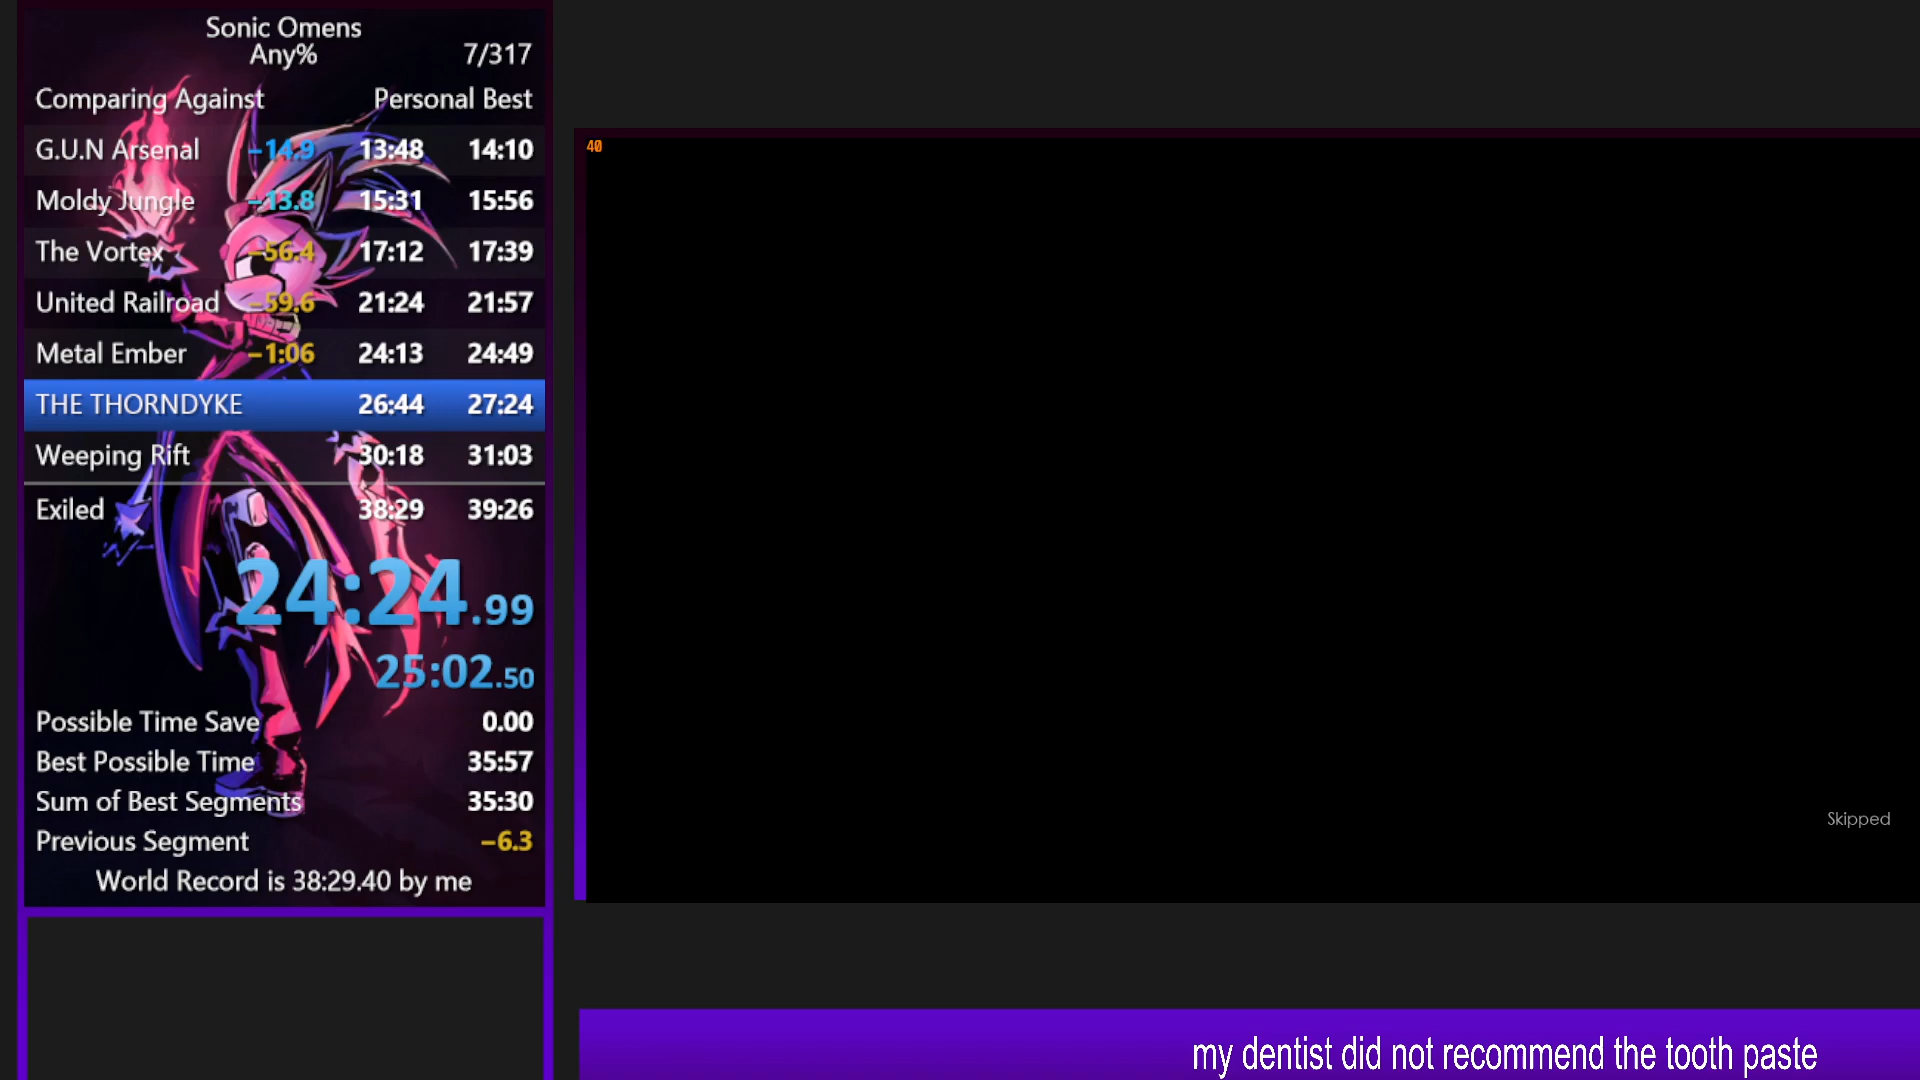 Sonic Omens
Any% 7/317
Comparing Against Personal Best
G.U.N Arsenal −14.9 13:48 14:10
Moldy Jungle −13.8 15:31 15:56
The Vortex −56.4 17:12 17:39
United Railroad −59.6 21:24 21:57
Metal Ember −1:06 24:13 24:49
THE THORNDYKE 26:44 27:24
Weeping Rift 30:18 31:03
Exiled 38:29 39:26
24:24.99
25:02.50
Possible Time Save 0.00
Best Possible Time 35:57
Sum of Best Segments 35:30
Previous Segment −6.3
World Record is 38:29.40 by me
40
Skipped
my dentist did not recommend the tooth paste